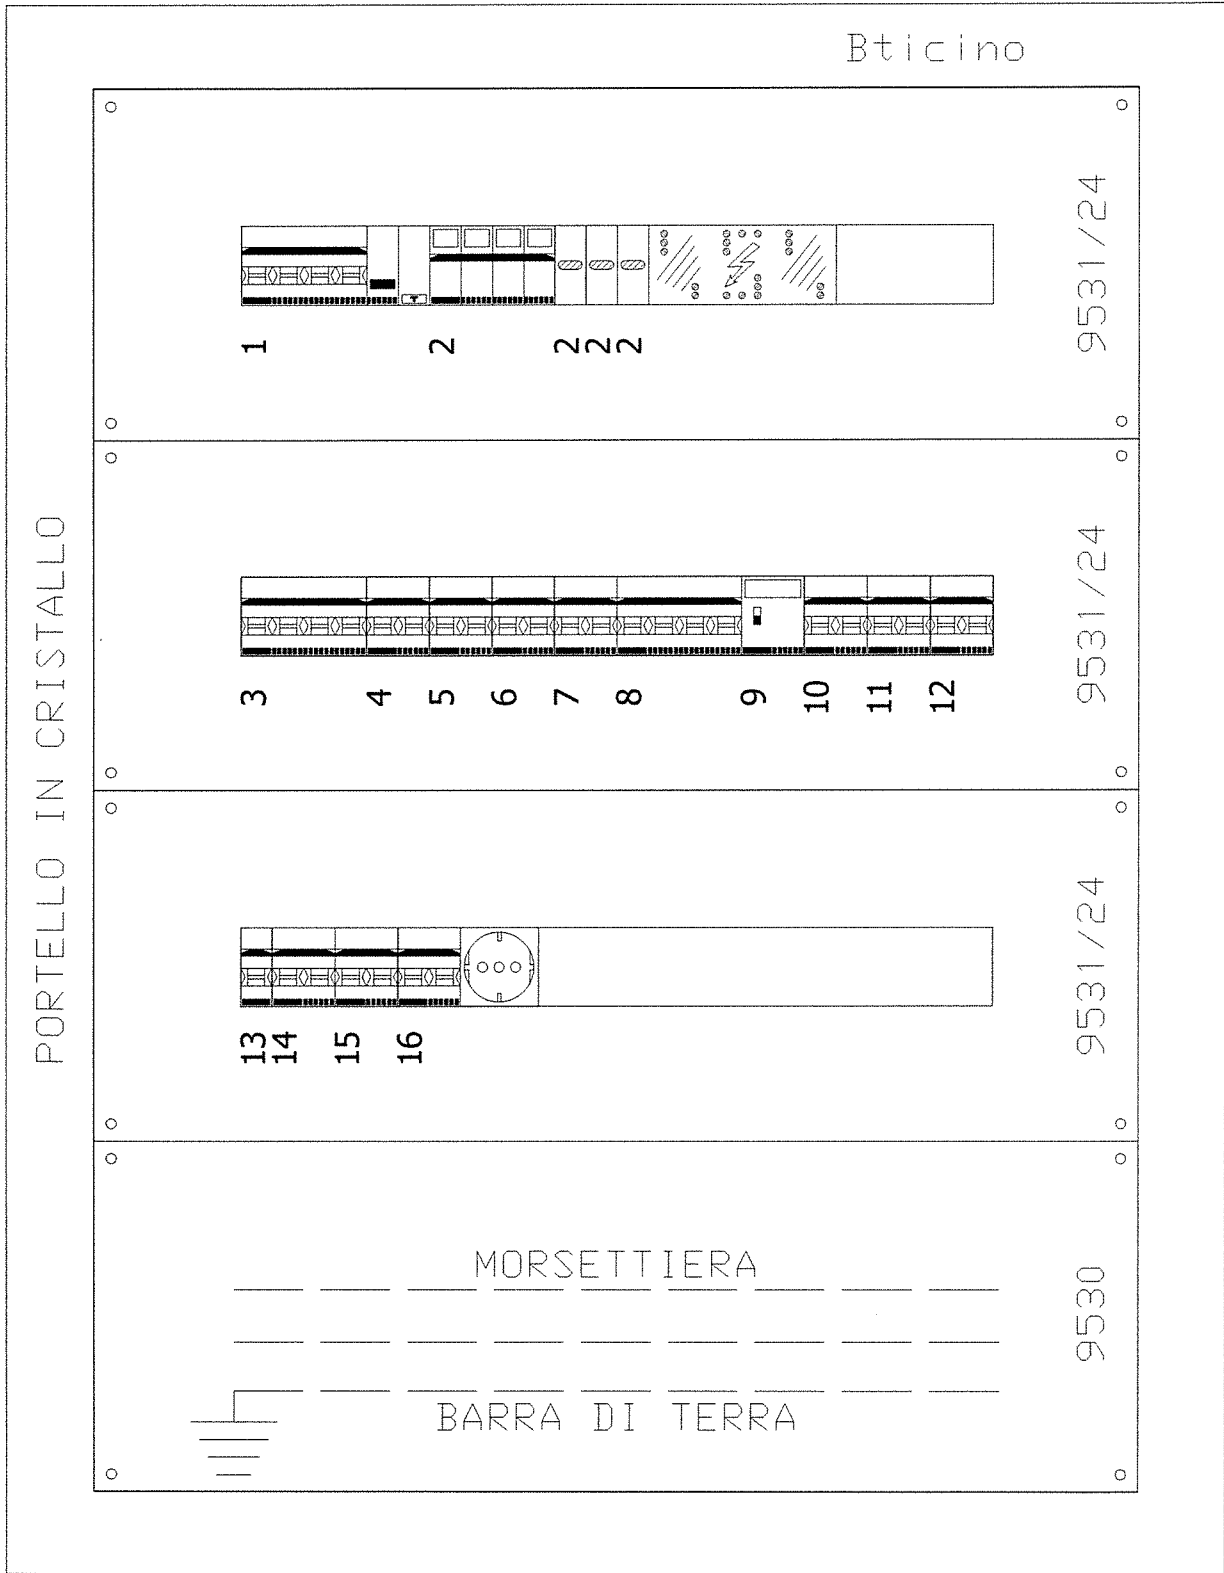 Bticino
PORTELLO IN CRISTALLO
9531/24
1 2 2 2 2
9531/24
3 4 5 6 7 8 9 10 11 12
9531/24
13 14 15 16
9530
MORSETTIERA
BARRA DI TERRA